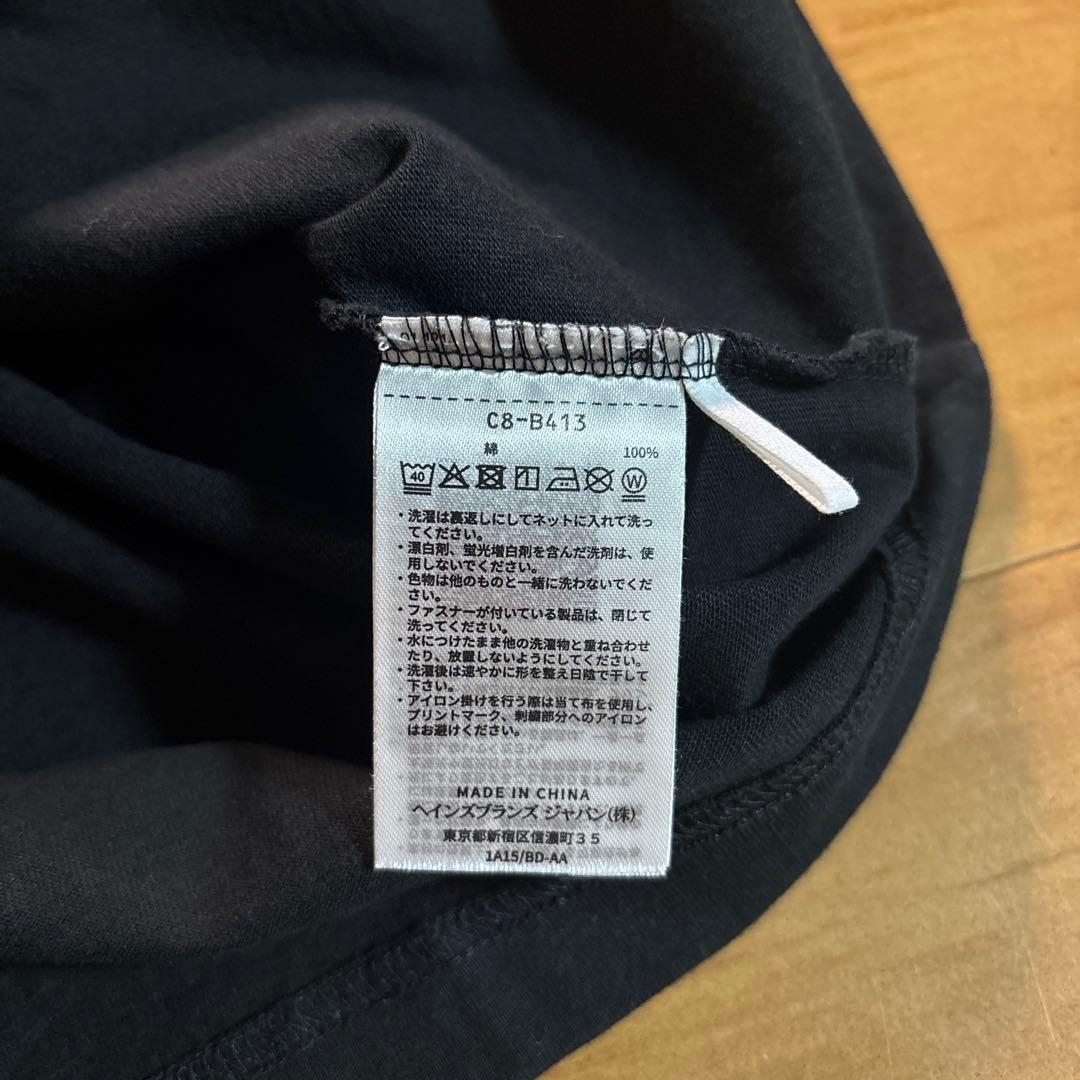 C8-B413
綿 100%
40 W
・洗濯は裏返しにしてネットに入れて洗っ
てください。
・漂白剤、蛍光増白剤を含んだ洗剤は、使
用しないでください。
・色物は他のものと一緒に洗わないでくだ
さい。
・ファスナーが付いている製品は、閉じて
洗ってください。
・水につけたまま他の洗濯物と重ね合わせ
たり、放置しないようにしてください。
・洗濯後は速やかに形を整え日陰で干して
下さい。
・アイロン掛けを行う際は当て布を使用し、
プリントマーク、刺繍部分へのアイロン
はお避けください。
MADE IN CHINA
ヘインズブランズ ジャパン(株)
東京都新宿区信濃町35
1A15/BD-AA